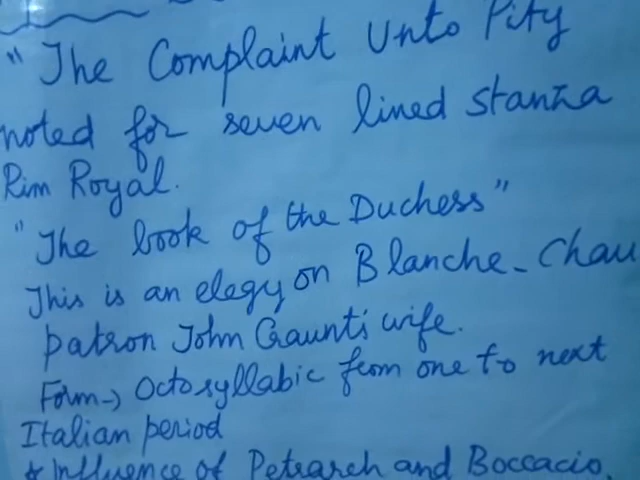 "The Complaint Unto Pity
noted for seven lined stanza
Rim Royal.
"The book of the Duchess"
This is an elegy on Blanche - Chau
patron John Gaunt's wife.
Form -> Octosyllabic from one to next
Italian period
* Influence of Petrarch and Boccacio.